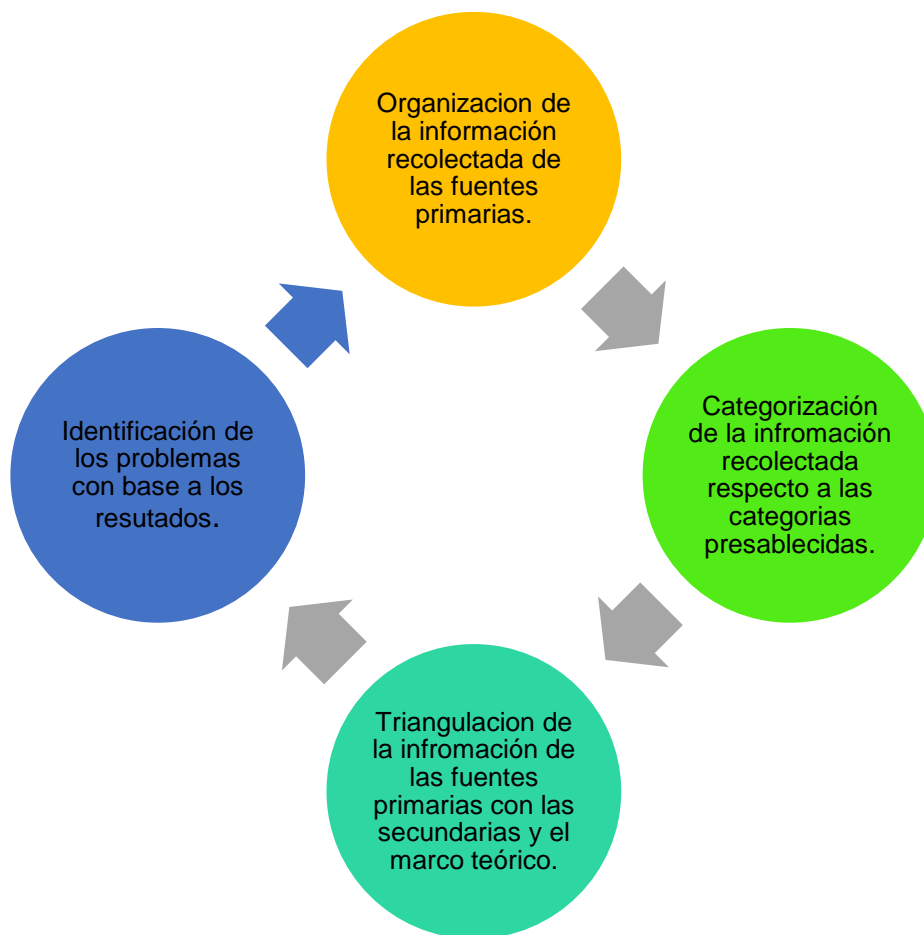 Organizacion de
la información
recolectada de
las fuentes
primarias.
Categorización
de la infromación
recolectada
respecto a las
categorias
presablecidas.
Triangulacion de
la infromación de
las fuentes
primarias con las
secundarias y el
marco teórico.
Identificación de
los problemas
con base a los
resutados.